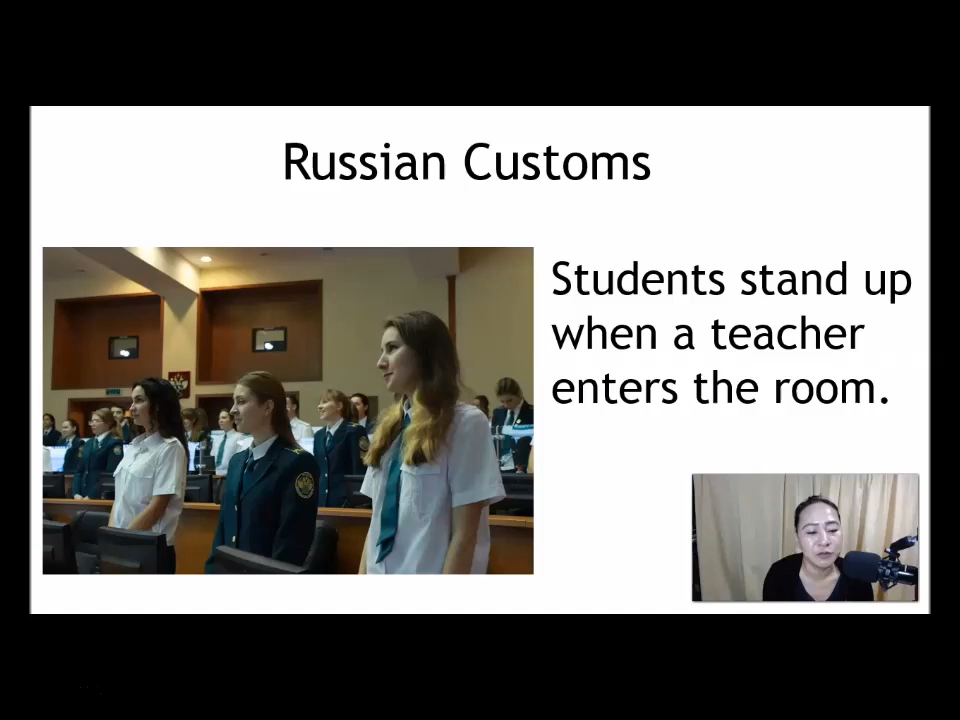 Russian Customs
Students stand up
when a teacher
enters the room.